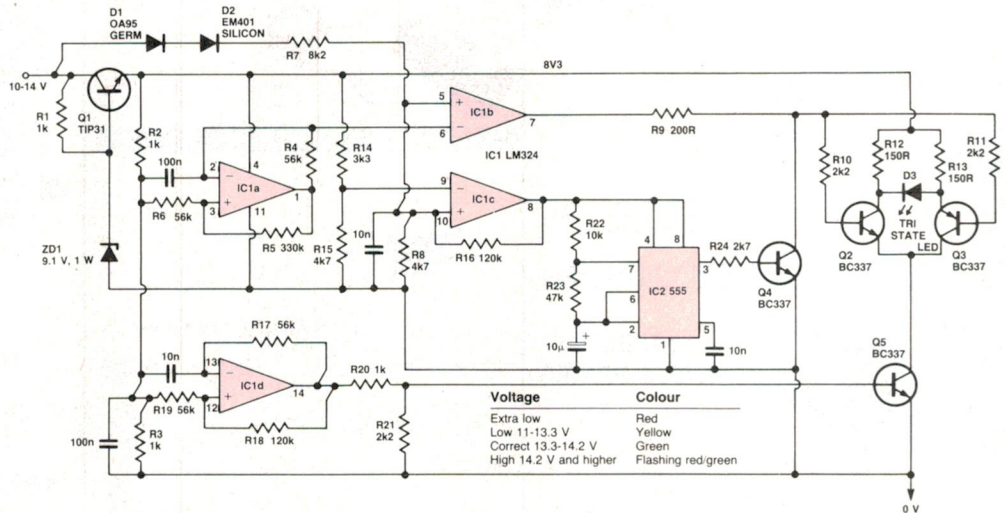 D1
OA95
GERM
D2
EM401
SILICON
R7 8k2
10-14 V
R1
1k
Q1
TIP31
8V3
R2
1k
100n
R4
56k
R14
3k3
5
+
IC1b
6
−
7
IC1 LM324
R9 200R
R10
2k2
R12
150R
R11
2k2
R13
150R
D3
TRI
STATE
LED
Q2
BC337
Q3
BC337
2
−
4
IC1a
1
3
+
11
R6 56k
R5 330k
9
−
IC1c
8
10
+
10n
R15
4k7
R8
4k7
R16 120k
R22
10k
R23
47k
4
8
7
6
2
3
5
1
IC2 555
R24 2k7
Q4
BC337
+
10μ
10n
ZD1
9.1 V, 1 W
R17 56k
10n
13
−
IC1d
14
12
+
R19 56k
R18 120k
R20 1k
R21
2k2
100n
R3
1k
Q5
BC337
Voltage Colour
Extra low Red
Low 11-13.3 V Yellow
Correct 13.3-14.2 V Green
High 14.2 V and higher Flashing red/green
0 V